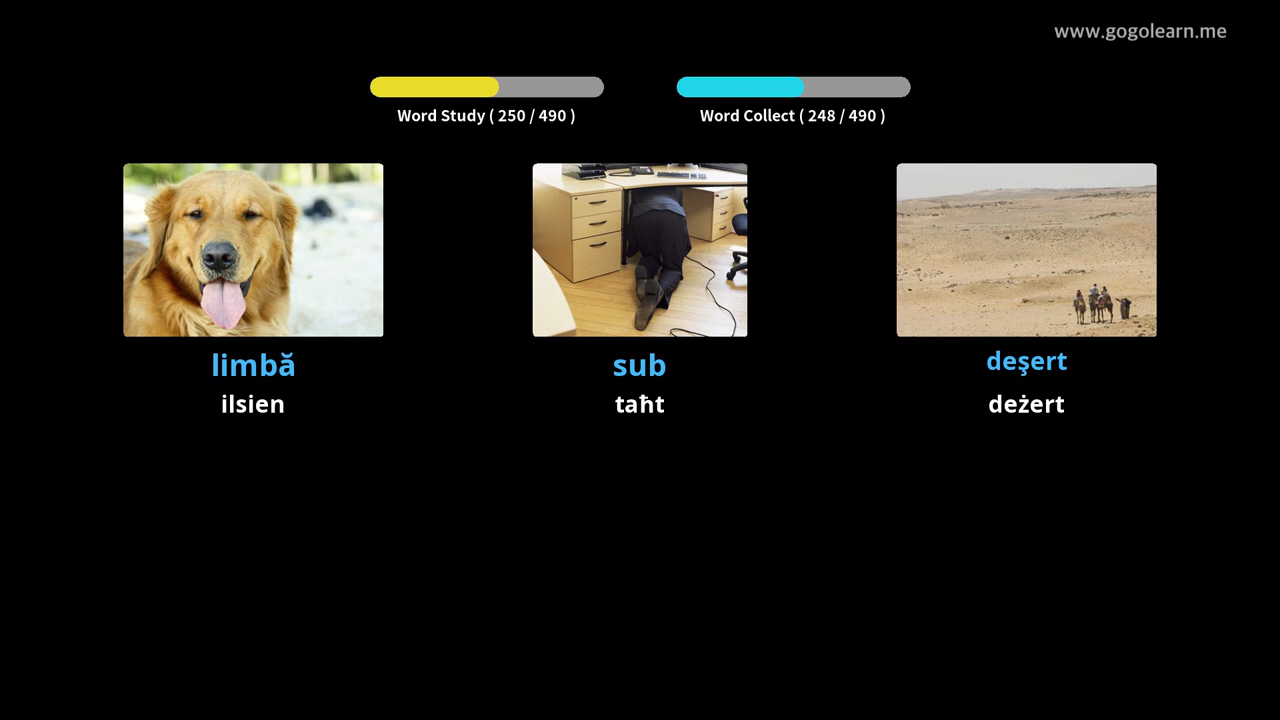 www.gogolearn.me
Word Study ( 250 / 490 )
Word Collect ( 248 / 490 )
limbă
sub
deşert
ilsien
taħt
deżert